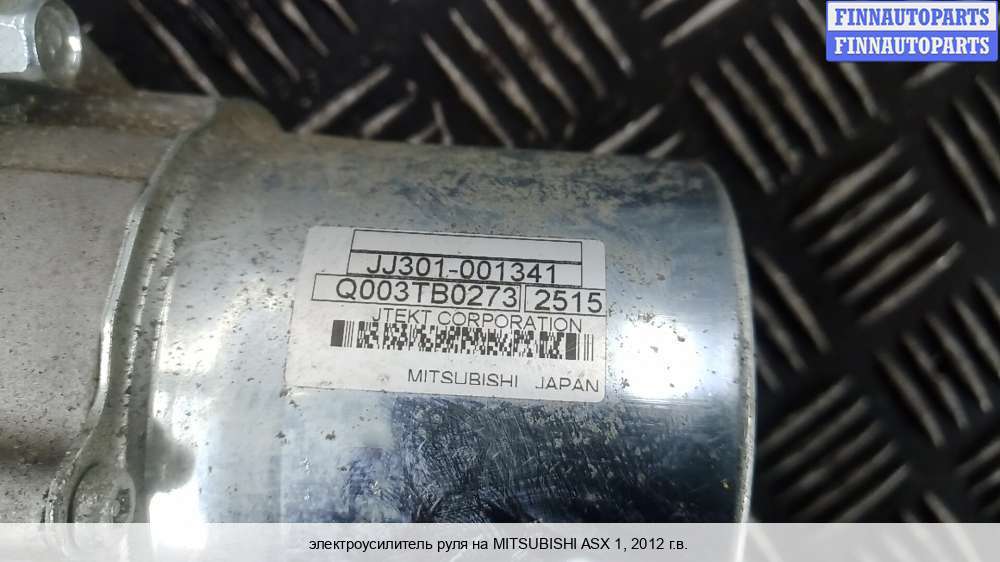 FINNAUTOPARTS
FINNAUTOPARTS
JJ301-001341
Q003TB0273 2515
JTEKT CORPORATION
MITSUBISHI JAPAN
электроусилитель руля на MITSUBISHI ASX 1, 2012 г.в.